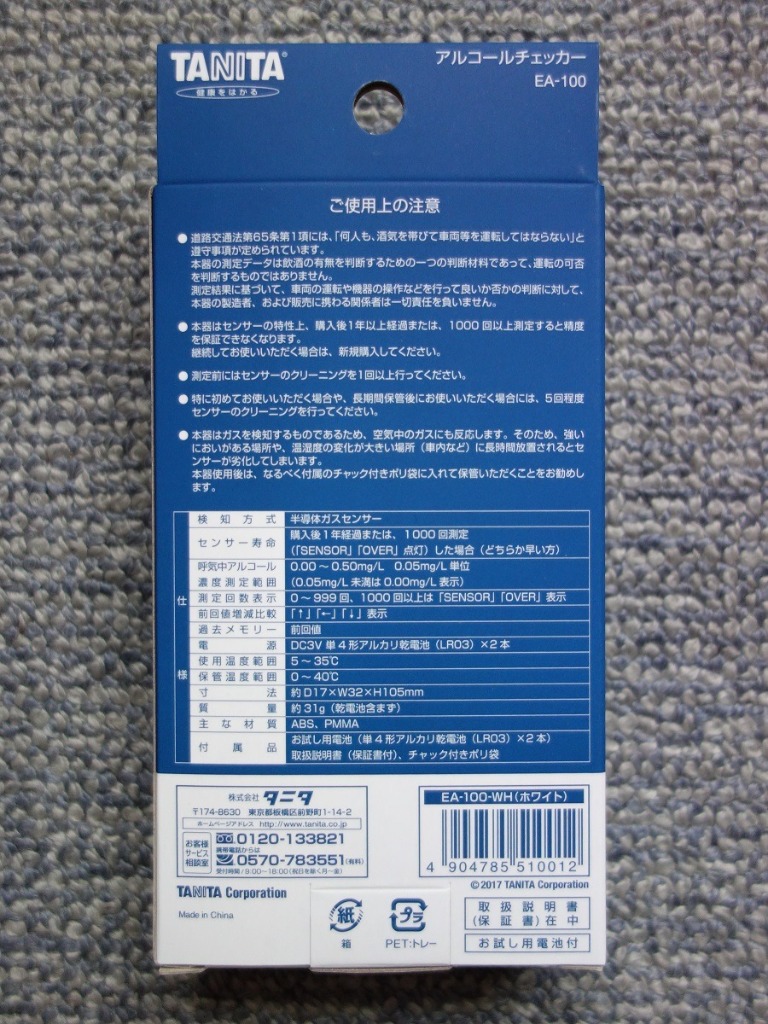 TANITA®
健康をはかる
アルコールチェッカー
EA-100
ご使用上の注意
● 道路交通法第65条第1項には、「何人も、酒気を帯びて車両等を運転してはならない」と
遵守事項が定められています。
本器の測定データは飲酒の有無を判断するための一つの判断材料であって、運転の可否
を判断するものではありません。
測定結果に基づいて、車両の運転や機器の操作などを行って良いか否かの判断に対して、
本器の製造者、および販売に携わる関係者は一切責任を負いません。
● 本器はセンサーの特性上、購入後1年以上経過または、1000回以上測定すると精度
を保証できなくなります。
継続してお使いいただく場合は、新規購入してください。
● 測定前にはセンサーのクリーニングを1回以上行ってください。
● 特に初めてお使いいただく場合や、長期間保管後にお使いいただく場合には、5回程度
センサーのクリーニングを行ってください。
● 本器はガスを検知するものであるため、空気中のガスにも反応します。そのため、強い
においがある場所や、温湿度の変化が大きい場所（車内など）に長時間放置されるとセ
ンサーが劣化してしまいます。
本器使用後は、なるべく付属のチャック付きポリ袋に入れて保管いただくことをお勧めし
ます。
仕様
検知方式 半導体ガスセンサー
センサー寿命 購入後1年経過または、1000回測定
（「SENSOR」「OVER」点灯）した場合（どちらか早い方）
呼気中アルコール 0.00～0.50mg/L 0.05mg/L単位
濃度測定範囲 （0.05mg/L未満は0.00mg/L表示）
測定回数表示 0～999回、1000回以上は「SENSOR」「OVER」表示
前回値増減比較 「↑」「←」「↓」表示
過去メモリー 前回値
電源 DC3V 単4形アルカリ乾電池（LR03）×2本
使用温度範囲 5～35℃
保管温度範囲 0～40℃
寸法 約D17×W32×H105mm
質量 約31g（乾電池含まず）
主な材質 ABS、PMMA
付属品 お試し用電池（単4形アルカリ乾電池（LR03）×2本）
取扱説明書（保証書付）、チャック付きポリ袋
株式会社 タニタ
〒174-8630 東京都板橋区前野町1-14-2
ホームページアドレス http://www.tanita.co.jp
お客様サービス相談室
0120-133821
携帯電話からは
0570-783551（有料）
受付時間／9:00～18:00（祝日を除く月～金）
TANITA Corporation
Made in China
紙
箱
プラ
PET:トレー
EA-100-WH（ホワイト）
4 904785 510012
©2017 TANITA Corporation
取扱説明書
（保証書）在中
お試し用電池付